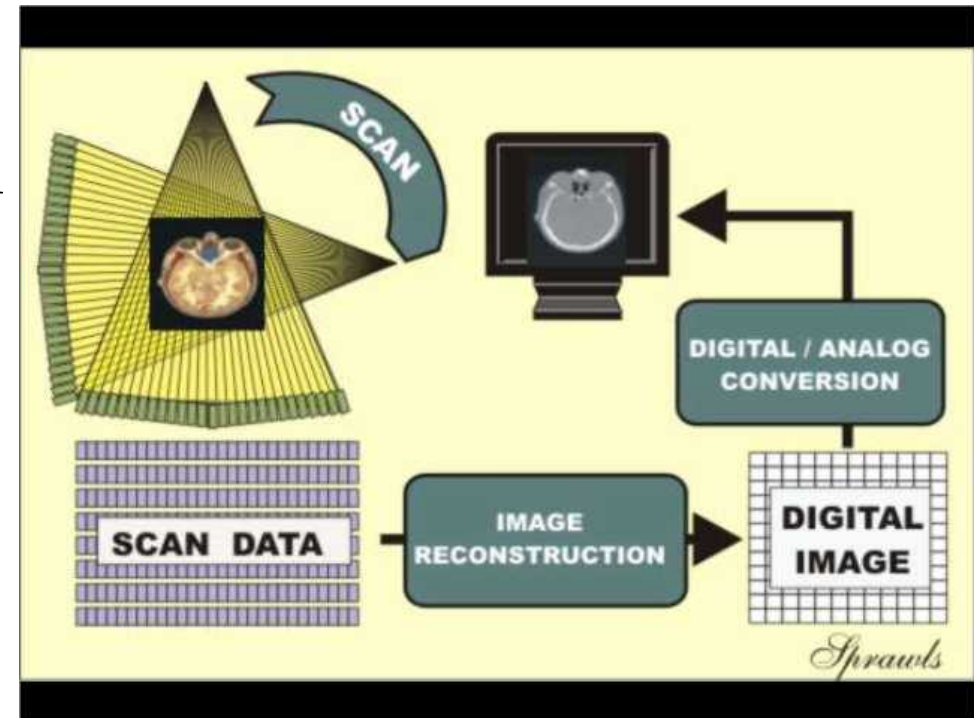 SCAN
DIGITAL / ANALOG
CONVERSION
SCAN DATA
IMAGE
RECONSTRUCTION
DIGITAL
IMAGE
Sprawls